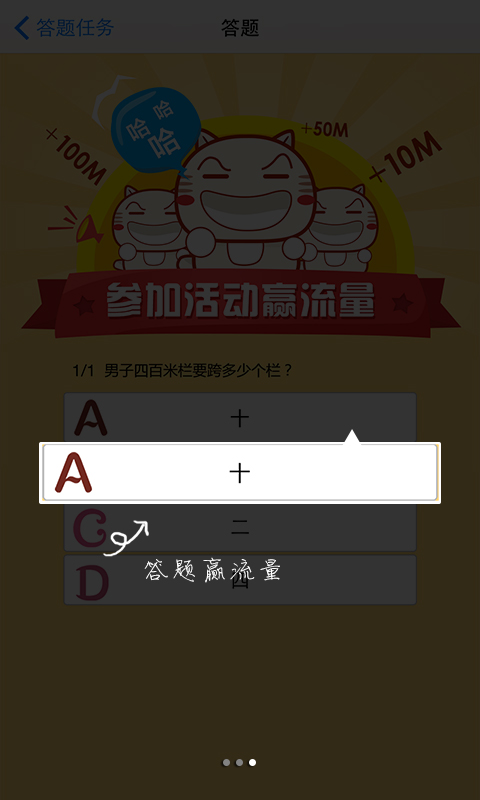 答题任务
答题
哈哈
哈
+100M
+50M
+10M
参加活动赢流量
1/1 男子四百米栏要跨多少个栏？
A 十
A 十
C 二
答题赢流量
D 四